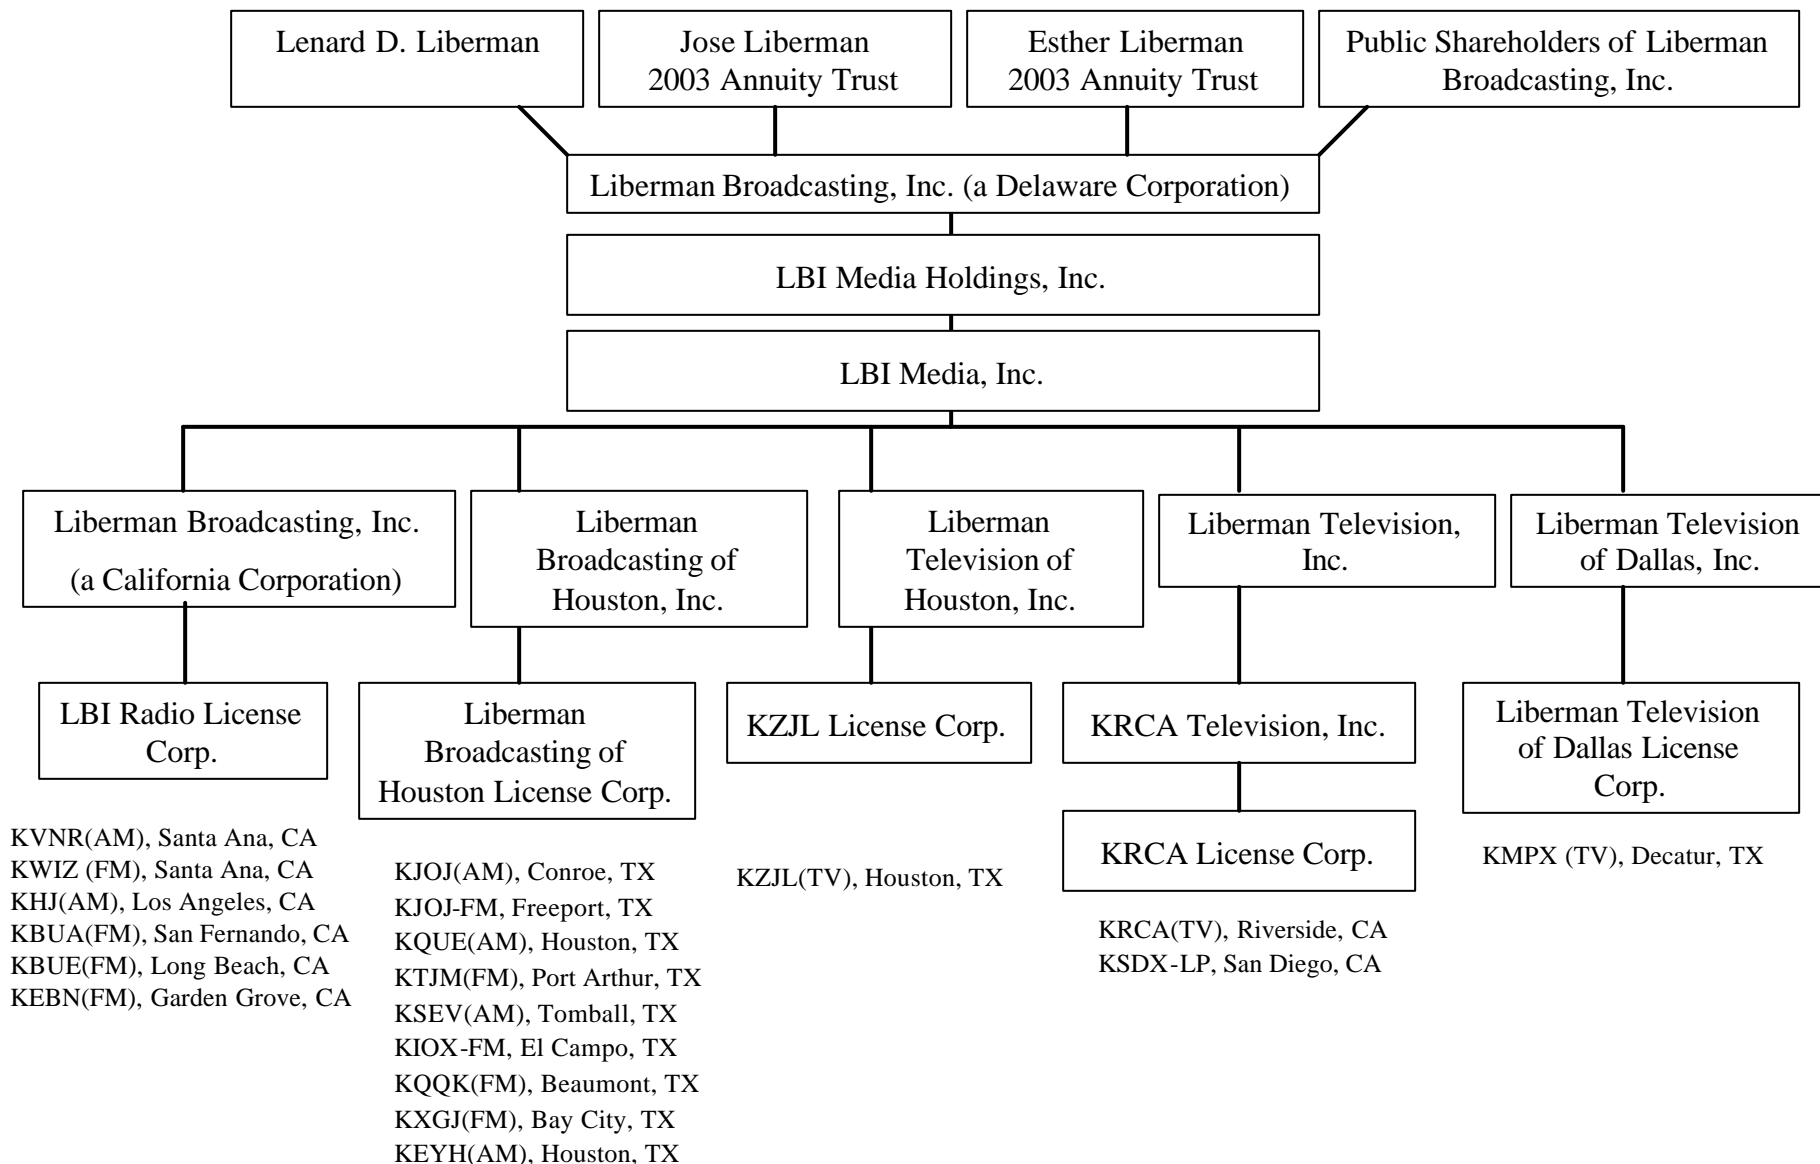 Lenard D. Liberman
Jose Liberman
2003 Annuity Trust
Esther Liberman
2003 Annuity Trust
Public Shareholders of Liberman
Broadcasting, Inc.
Liberman Broadcasting, Inc. (a Delaware Corporation)
LBI Media Holdings, Inc.
LBI Media, Inc.
Liberman Broadcasting, Inc.
(a California Corporation)
Liberman
Broadcasting of
Houston, Inc.
Liberman
Television of
Houston, Inc.
Liberman Television,
Inc.
Liberman Television
of Dallas, Inc.
LBI Radio License
Corp.
Liberman
Broadcasting of
Houston License Corp.
KZJL License Corp.
KRCA Television, Inc.
Liberman Television
of Dallas License
Corp.
KRCA License Corp.
KVNR(AM), Santa Ana, CA
KWIZ (FM), Santa Ana, CA
KHJ(AM), Los Angeles, CA
KBUA(FM), San Fernando, CA
KBUE(FM), Long Beach, CA
KEBN(FM), Garden Grove, CA
KJOJ(AM), Conroe, TX
KJOJ-FM, Freeport, TX
KQUE(AM), Houston, TX
KTJM(FM), Port Arthur, TX
KSEV(AM), Tomball, TX
KIOX-FM, El Campo, TX
KQQK(FM), Beaumont, TX
KXGJ(FM), Bay City, TX
KEYH(AM), Houston, TX
KZJL(TV), Houston, TX
KRCA(TV), Riverside, CA
KSDX-LP, San Diego, CA
KMPX (TV), Decatur, TX